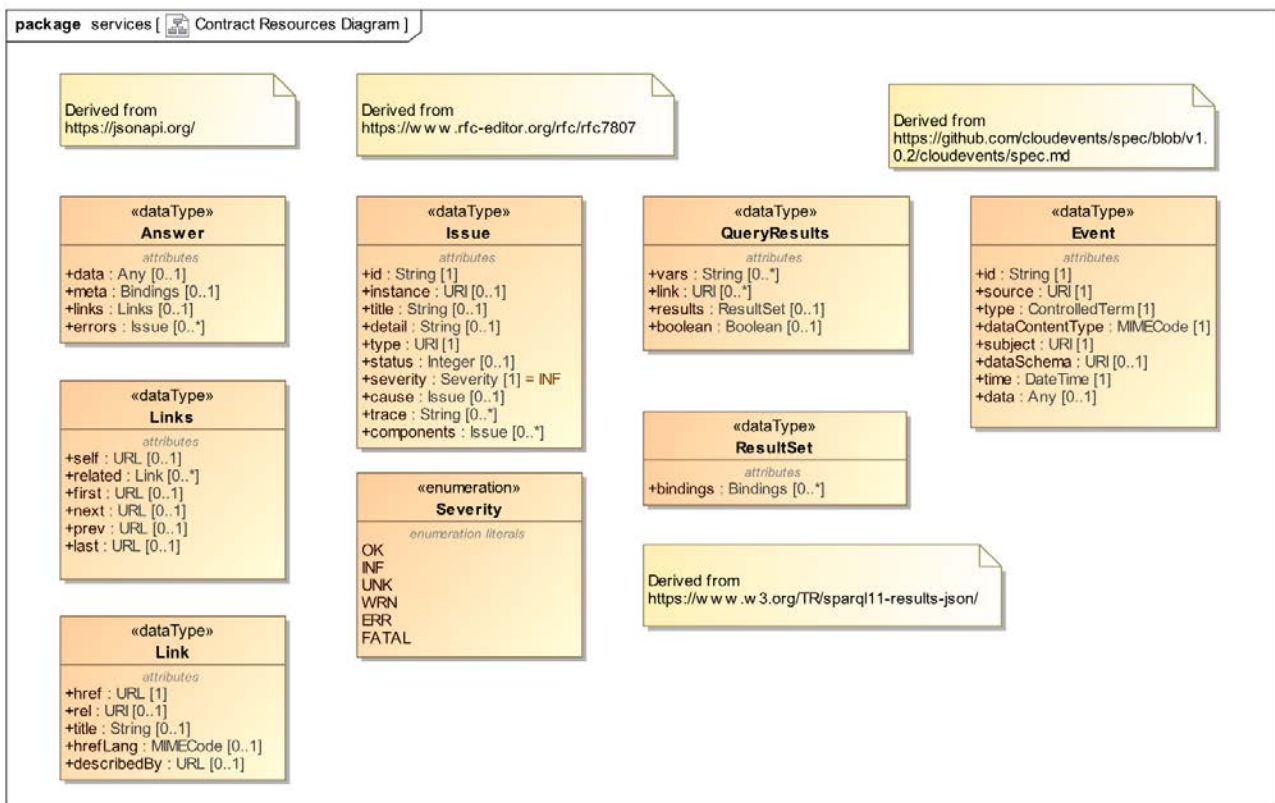 package services [ Contract Resources Diagram ]
Derived from
https://jsonapi.org/
Derived from
https://www.rfc-editor.org/rfc/rfc7807
Derived from
https://github.com/cloudevents/spec/blob/v1.
0.2/cloudevents/spec.md
«dataType»
Answer
attributes
+data : Any [0..1]
+meta : Bindings [0..1]
+links : Links [0..1]
+errors : Issue [0..*]
«dataType»
Issue
attributes
+id : String [1]
+instance : URI [0..1]
+title : String [0..1]
+detail : String [0..1]
+type : URI [1]
+status : Integer [0..1]
+severity : Severity [1] = INF
+cause : Issue [0..1]
+trace : String [0..*]
+components : Issue [0..*]
«dataType»
QueryResults
attributes
+vars : String [0..*]
+link : URI [0..*]
+results : ResultSet [0..1]
+boolean : Boolean [0..1]
«dataType»
Event
attributes
+id : String [1]
+source : URI [1]
+type : ControlledTerm [1]
+dataContentType : MIMECode [1]
+subject : URI [1]
+dataSchema : URI [0..1]
+time : DateTime [1]
+data : Any [0..1]
«dataType»
Links
attributes
+self : URL [0..1]
+related : Link [0..*]
+first : URL [0..1]
+next : URL [0..1]
+prev : URL [0..1]
+last : URL [0..1]
«enumeration»
Severity
enumeration literals
OK
INF
UNK
WRN
ERR
FATAL
«dataType»
ResultSet
attributes
+bindings : Bindings [0..*]
Derived from
https://www.w3.org/TR/sparql11-results-json/
«dataType»
Link
attributes
+href : URL [1]
+rel : URI [0..1]
+title : String [0..1]
+hrefLang : MIMECode [0..1]
+describedBy : URL [0..1]